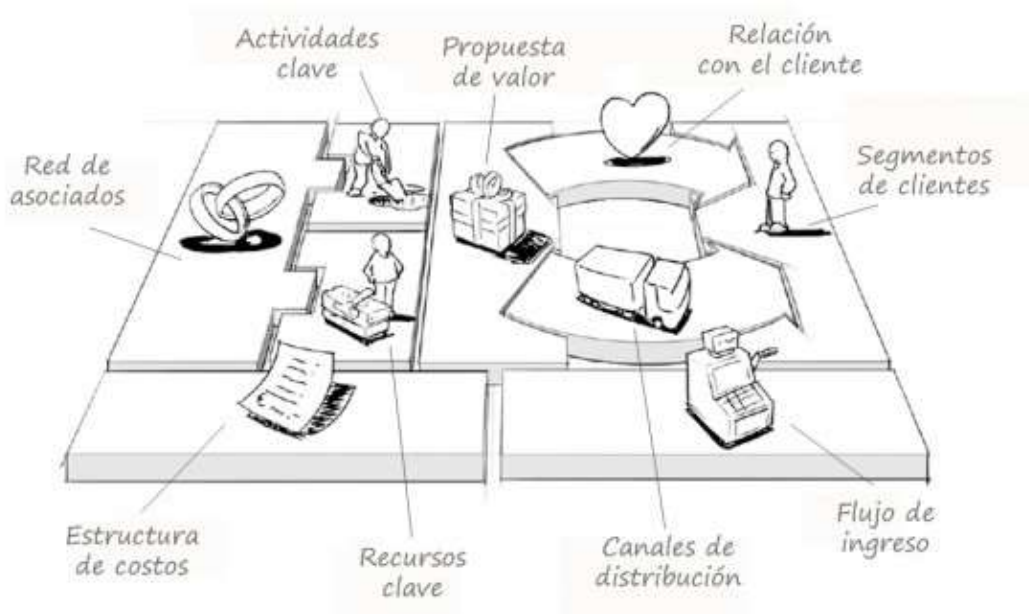 Actividades
clave
Propuesta
de valor
Relación
con el cliente
Red de
asociados
Segmentos
de clientes
Estructura
de costos
Recursos
clave
Canales de
distribución
Flujo de
ingreso